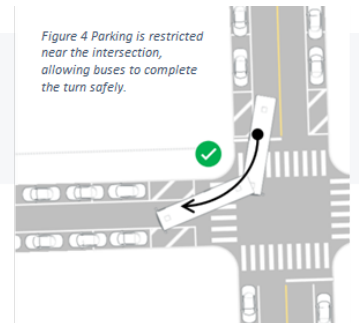 Figure 4 Parking is restricted
near the intersection,
allowing buses to complete
the turn safely.